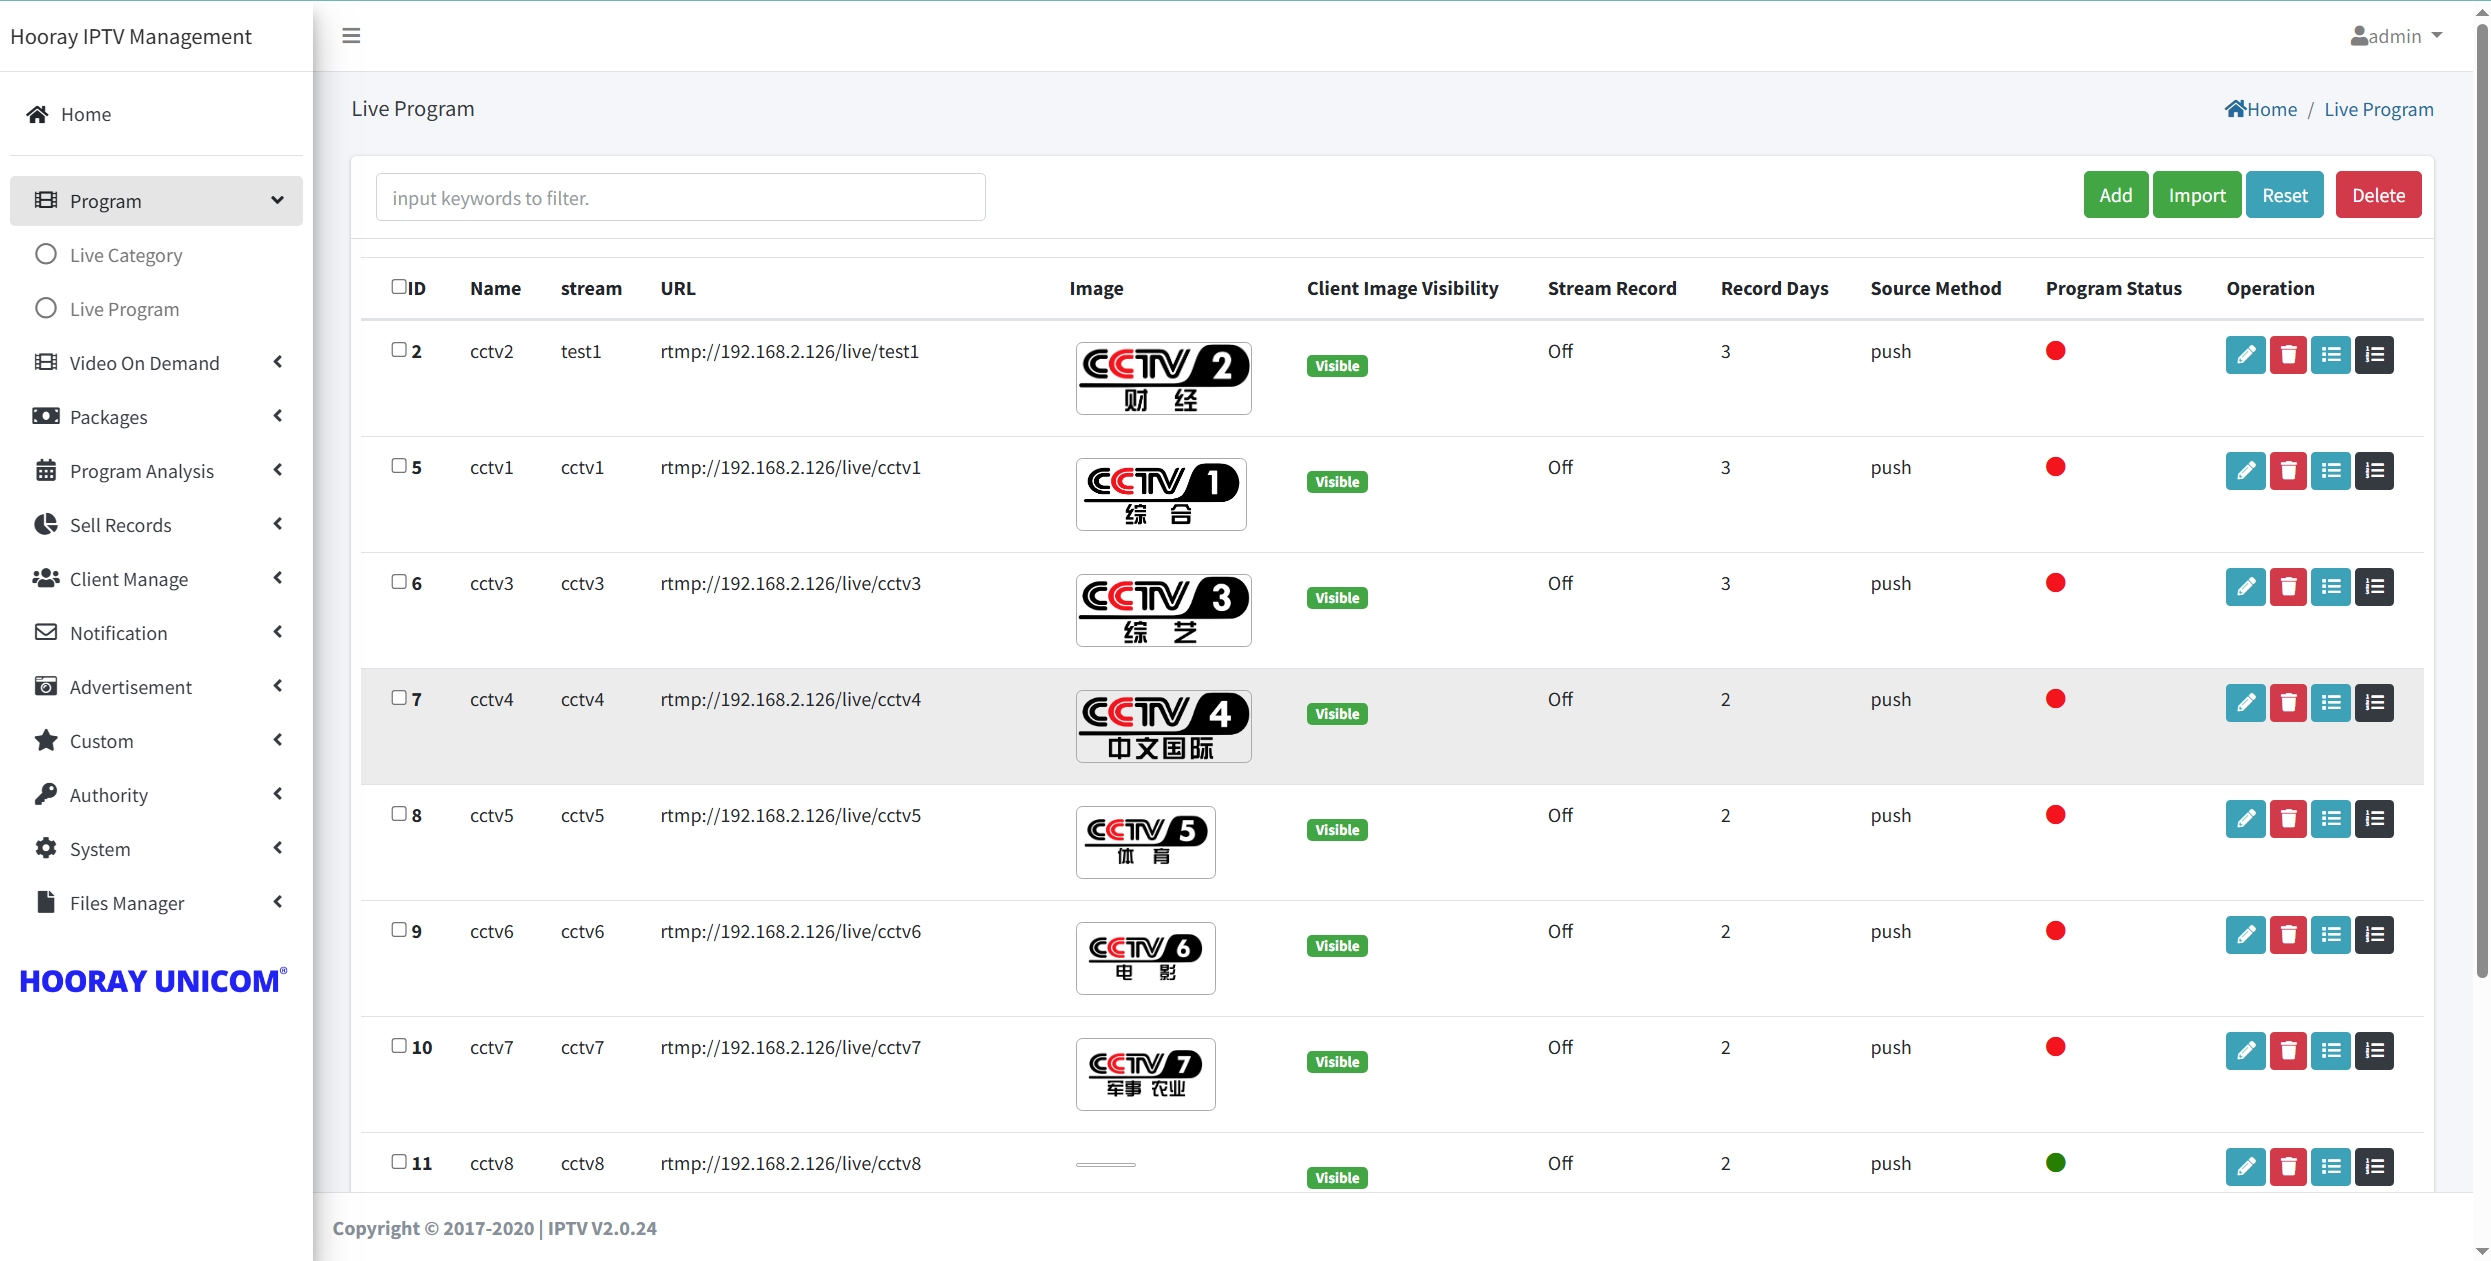 Hooray IPTV Management
admin
Home
Live Program
Home / Live Program
Program
Live Category
Live Program
Video On Demand
Packages
Program Analysis
Sell Records
Client Manage
Notification
Advertisement
Custom
Authority
System
Files Manager
HOORAY UNICOM®
input keywords to filter.
Add Import Reset Delete
ID Name stream URL Image Client Image Visibility Stream Record Record Days Source Method Program Status Operation
2 cctv2 test1 rtmp://192.168.2.126/live/test1 CCTV 2 Visible Off 3 push
财 经
5 cctv1 cctv1 rtmp://192.168.2.126/live/cctv1 CCTV 1 Visible Off 3 push
综 合
6 cctv3 cctv3 rtmp://192.168.2.126/live/cctv3 CCTV 3 Visible Off 3 push
综 艺
7 cctv4 cctv4 rtmp://192.168.2.126/live/cctv4 CCTV 4 Visible Off 2 push
中文国际
8 cctv5 cctv5 rtmp://192.168.2.126/live/cctv5 CCTV 5 Visible Off 2 push
体 育
9 cctv6 cctv6 rtmp://192.168.2.126/live/cctv6 CCTV 6 Visible Off 2 push
电 影
10 cctv7 cctv7 rtmp://192.168.2.126/live/cctv7 CCTV 7 Visible Off 2 push
军事 农业
11 cctv8 cctv8 rtmp://192.168.2.126/live/cctv8 Visible Off 2 push
Copyright © 2017-2020 | IPTV V2.0.24